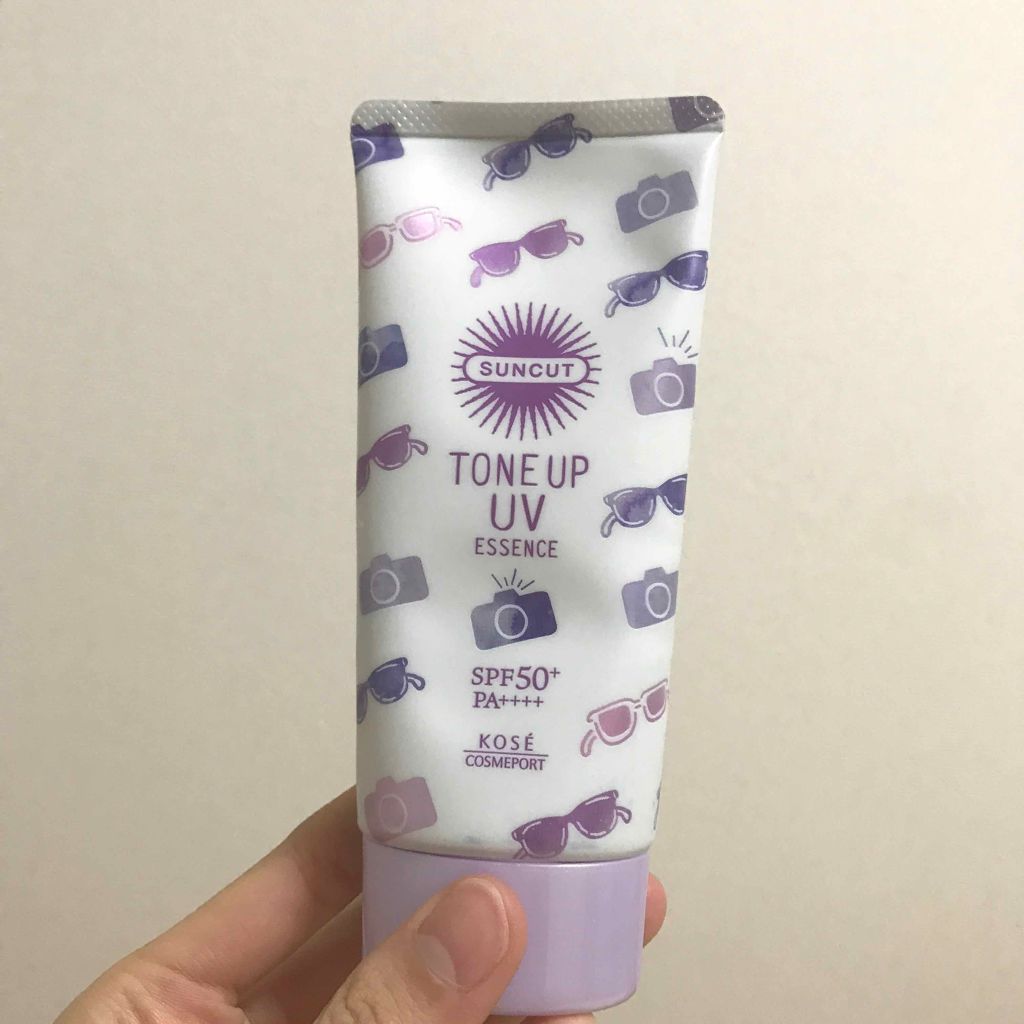 SUNCUT
TONE UP
UV
ESSENCE
SPF50+
PA++++
KOSÉ
COSMEPORT